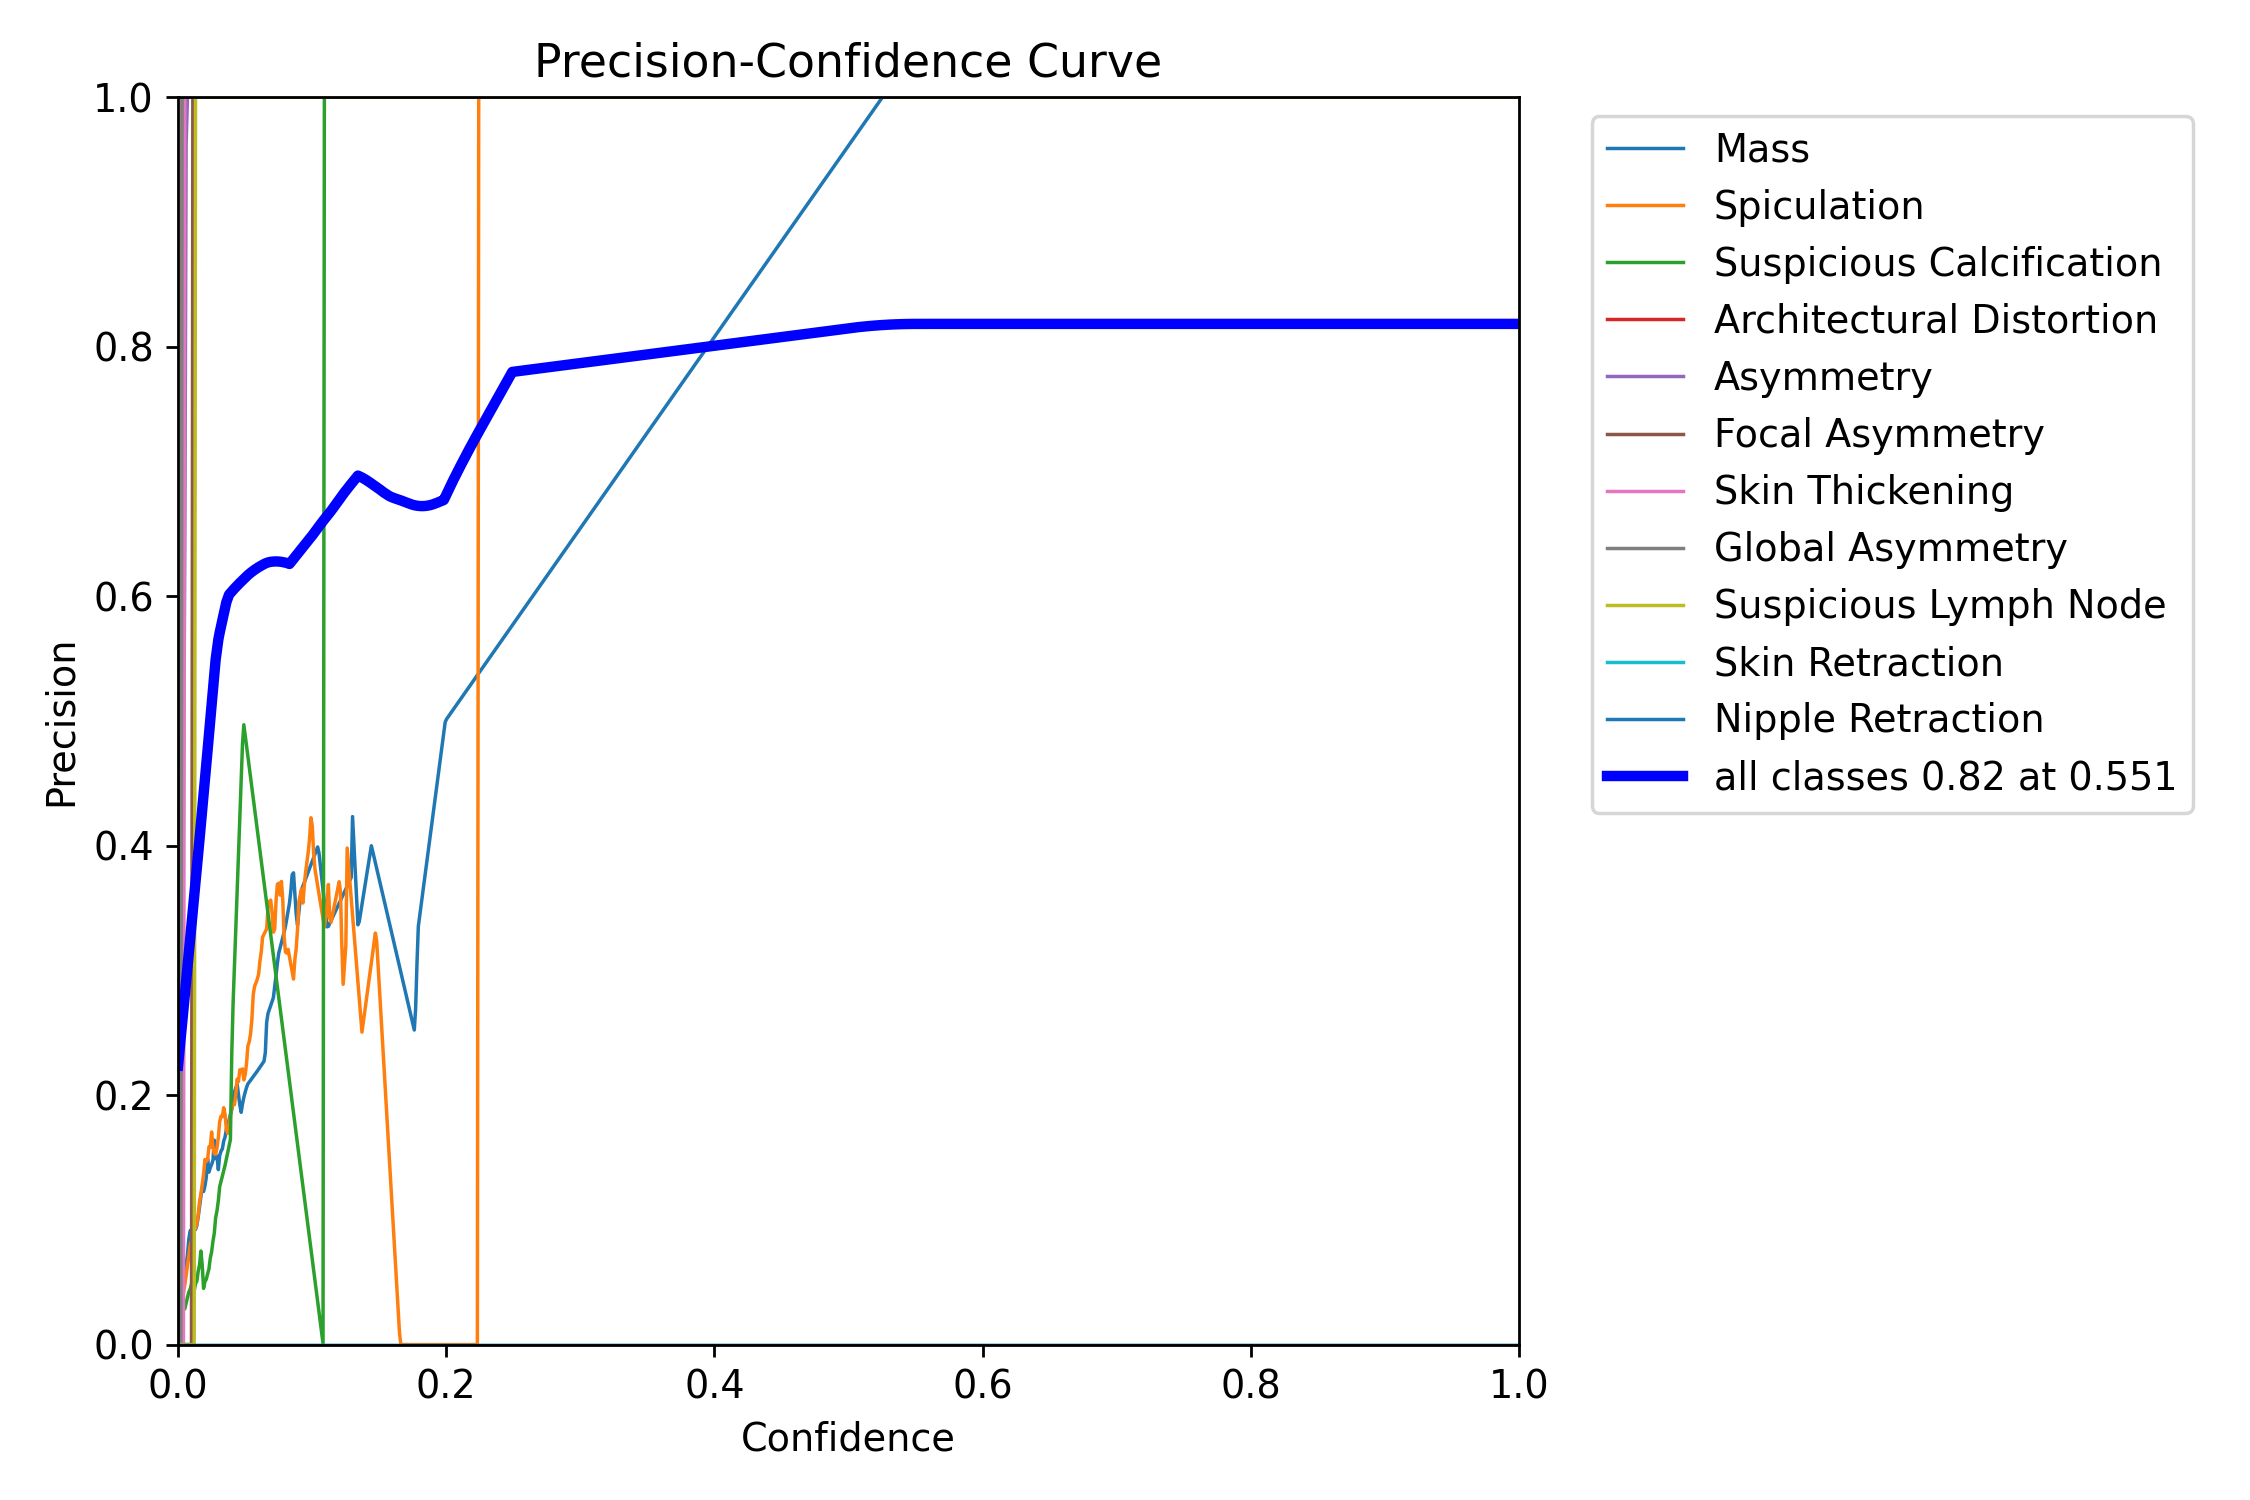 Precision-Confidence Curve
1.0
0.8
0.6
0.4
0.2
0.0
Precision
0.0 0.2 0.4 0.6 0.8 1.0
Confidence
Mass
Spiculation
Suspicious Calcification
Architectural Distortion
Asymmetry
Focal Asymmetry
Skin Thickening
Global Asymmetry
Suspicious Lymph Node
Skin Retraction
Nipple Retraction
all classes 0.82 at 0.551